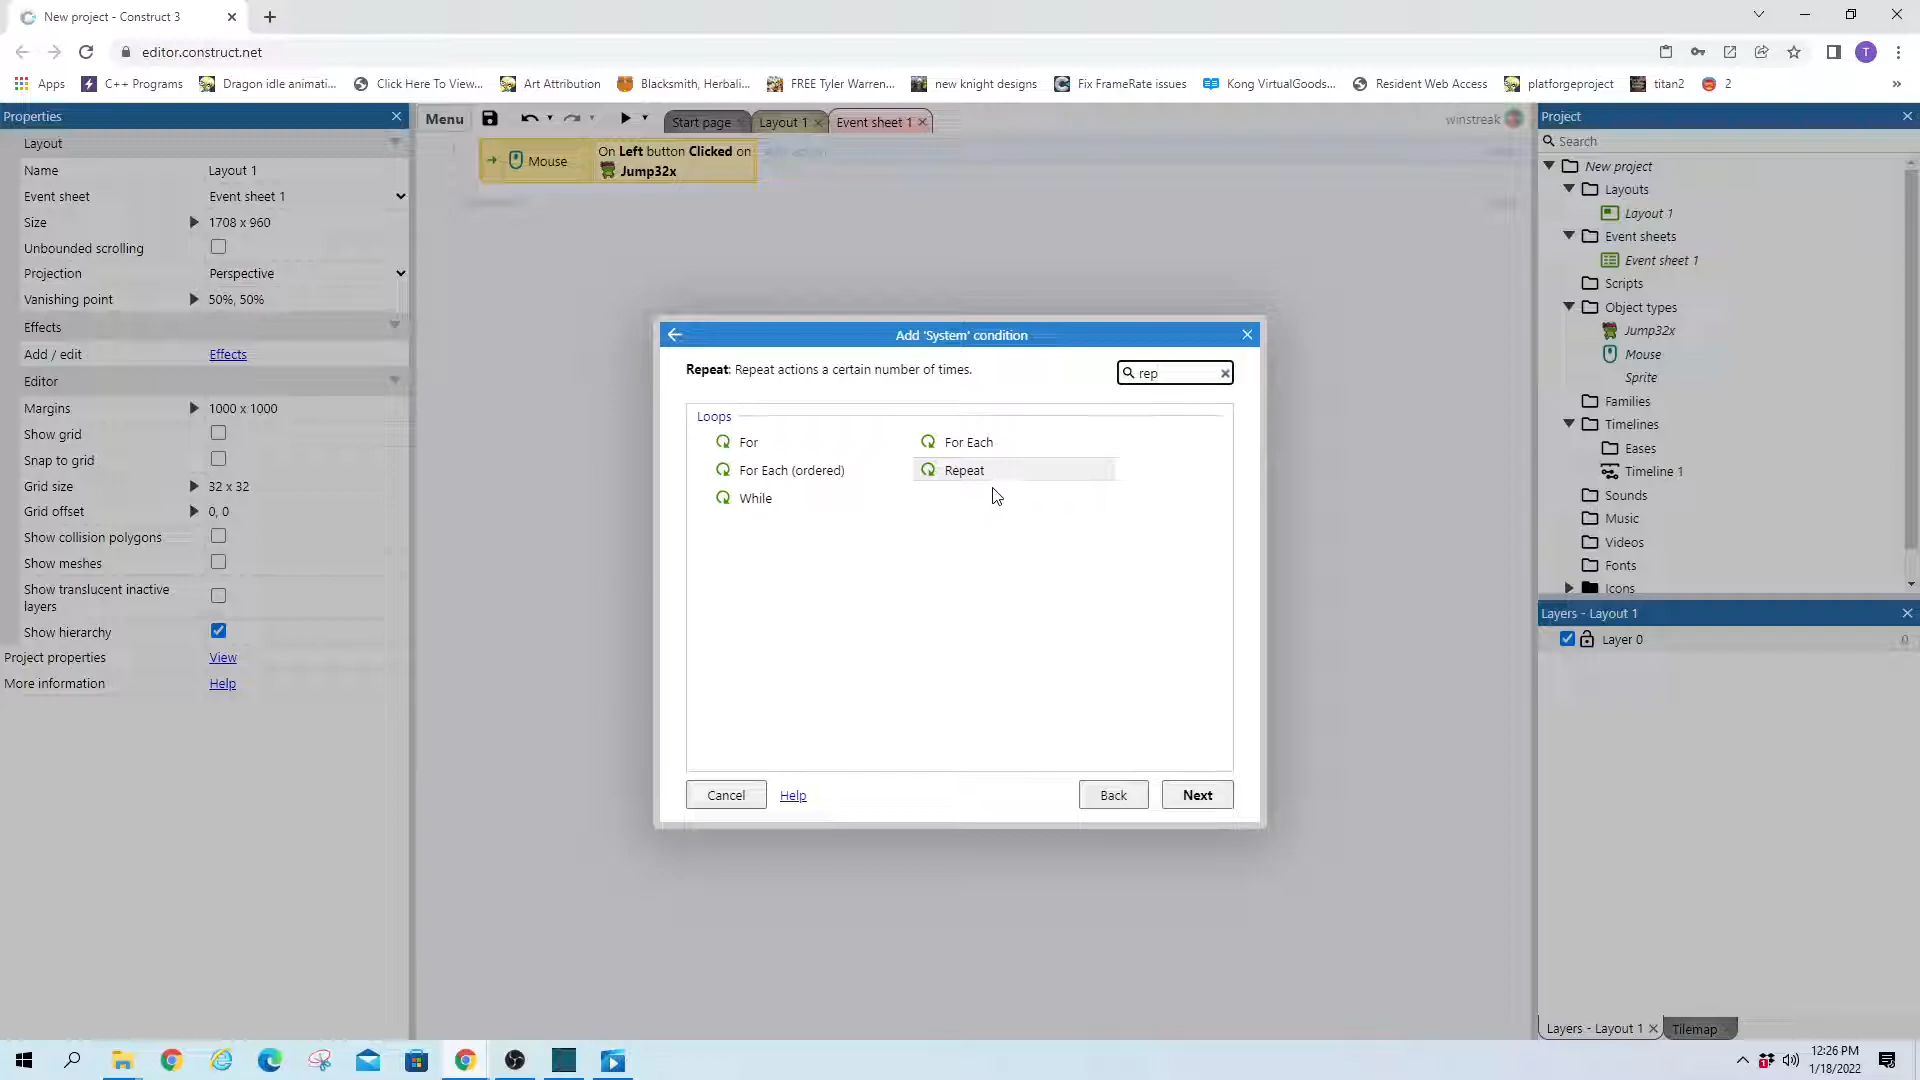 New project - Construct 3
editor.construct.net
T
Apps
C++ Programs
Dragon idle animati...
Click Here To View...
Art Attribution
Blacksmith, Herbali...
FREE Tyler Warren...
new knight designs
Fix FrameRate issues
Kong VirtualGoods...
Resident Web Access
platforgeproject
titan2
2
»
Properties
Layout
Name Layout 1
Event sheet Event sheet 1
Size 1708 x 960
Unbounded scrolling
Projection Perspective
Vanishing point 50%, 50%
Effects
Add / edit Effects
Editor
Margins 1000 x 1000
Show grid
Snap to grid
Grid size 32 x 32
Grid offset 0, 0
Show collision polygons
Show meshes
Show translucent inactive
layers
Show hierarchy
Project properties View
More information Help
Menu
Start page
Layout 1
Event sheet 1
winstreak
Mouse
On Left button Clicked on
Jump32x
Add 'System' condition
Repeat: Repeat actions a certain number of times.
rep
Loops
For
For Each
For Each (ordered)
Repeat
While
Cancel
Help
Back
Next
Project
Search
New project
Layouts
Layout 1
Event sheets
Event sheet 1
Scripts
Object types
Jump32x
Mouse
Sprite
Families
Timelines
Eases
Timeline 1
Sounds
Music
Videos
Fonts
Icons
Layers - Layout 1
Layer 0
0
Layers - Layout 1
Tilemap
12:26 PM
1/18/2022